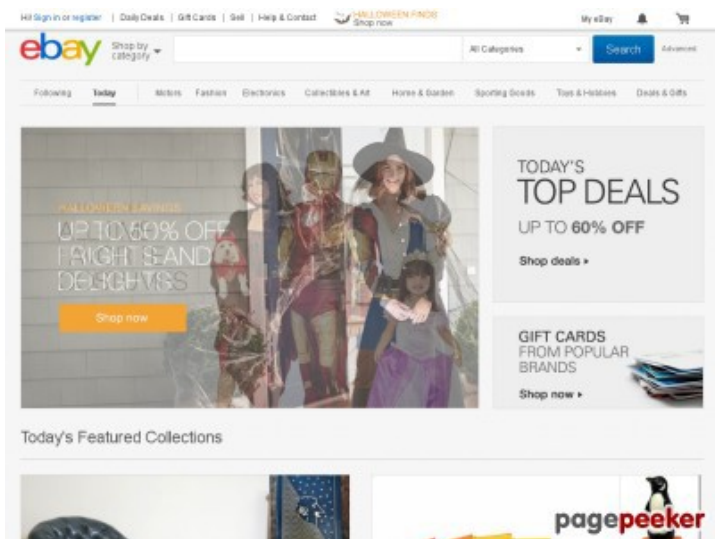 Hi! Sign in or register | Daily Deals | Gift Cards | Sell | Help & Contact
HALLOWEEN FINDS
Shop now
My eBay
ebay
Shop by
category
All Categories
Search
Advanced
Following Today Motors Fashion Electronics Collectibles & Art Home & Garden Sporting Goods Toys & Hobbies Deals & Gifts
HALLOWEEN SAVINGS
UP TO 60% OFF
FRIGHTS AND
DELIGHTS
Shop now
TODAY'S
TOP DEALS
UP TO 60% OFF
Shop deals
GIFT CARDS
FROM POPULAR
BRANDS
Shop now
Today's Featured Collections
pagepeeker